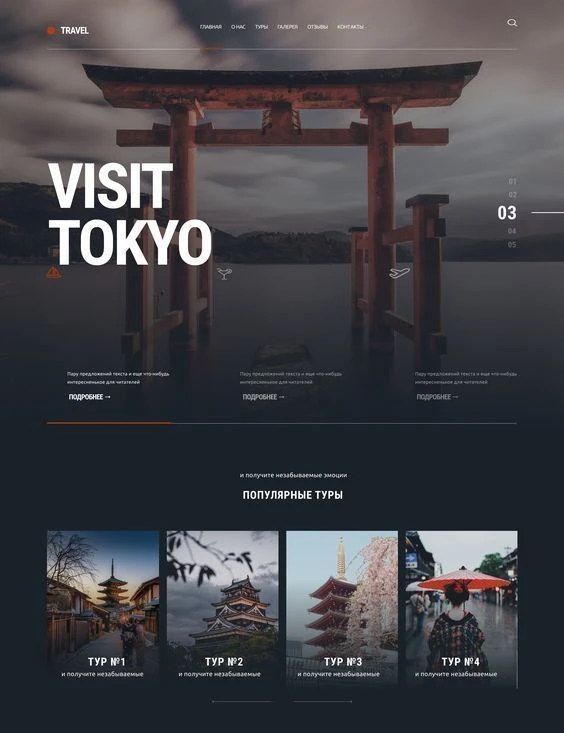 TRAVEL
ГЛАВНАЯ О НАС ТУРЫ ГАЛЕРЕЯ ОТЗЫВЫ КОНТАКТЫ
VISIT
TOKYO
01
02
03
04
05
Пару предложений текста и еще что-нибудь
интересненькое для читателей
ПОДРОБНЕЕ →
Пару предложений текста и еще что-нибудь
интересненькое для читателей
ПОДРОБНЕЕ →
Пару предложений текста и еще что-нибудь
интересненькое для читателей
ПОДРОБНЕЕ →
и получите незабываемые эмоции
ПОПУЛЯРНЫЕ ТУРЫ
ТУР №1
и получите незабываемые
ТУР №2
и получите незабываемые
ТУР №3
и получите незабываемые
ТУР №4
и получите незабываемые